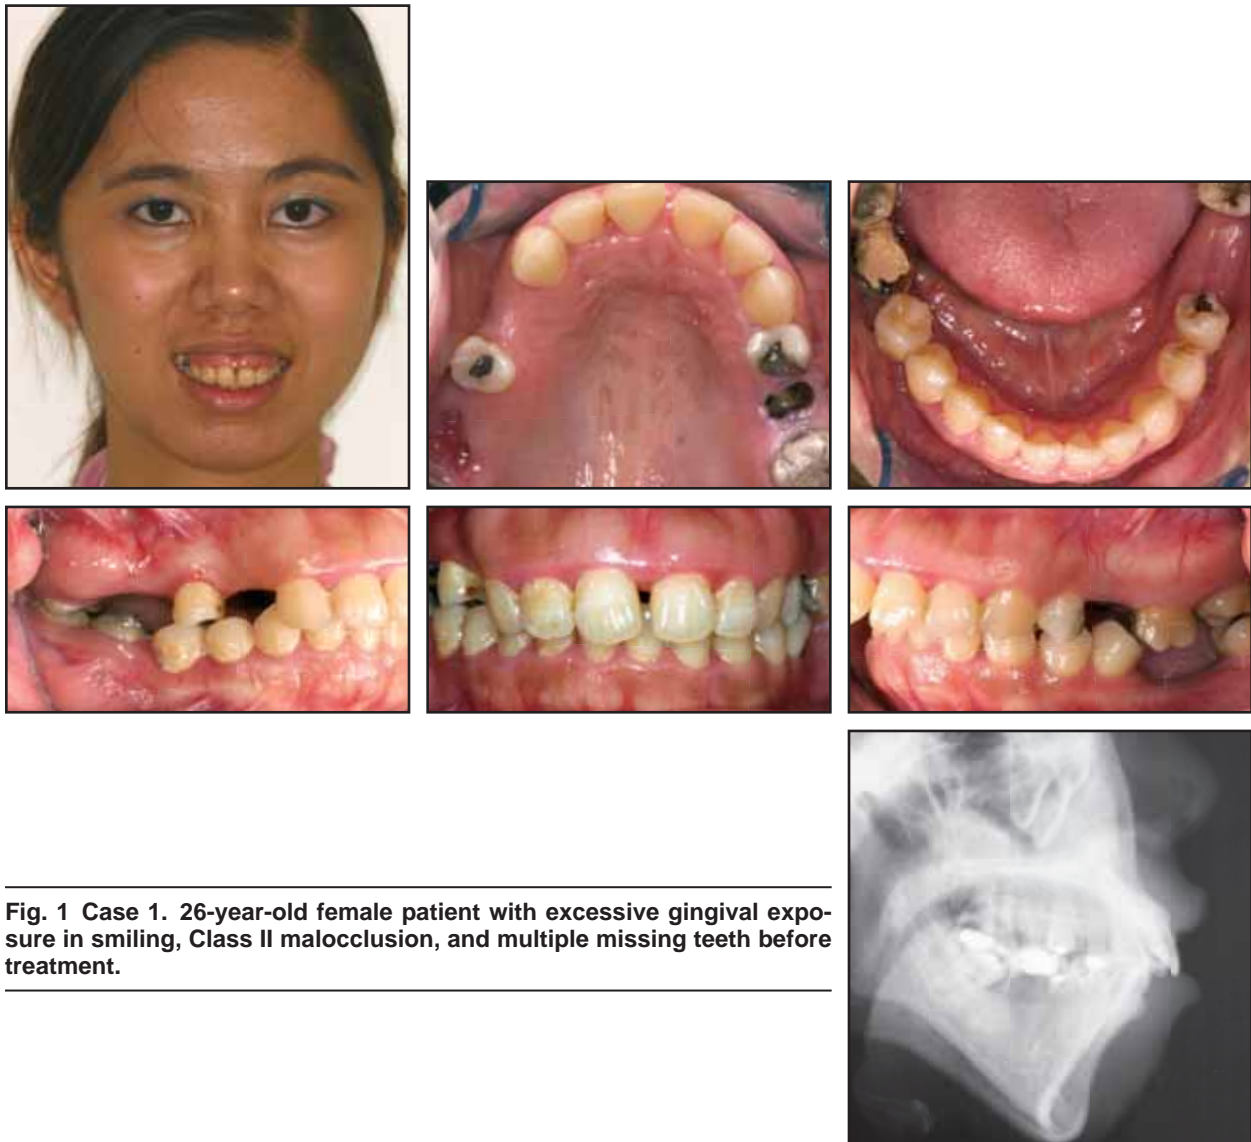 Fig. 1 Case 1. 26-year-old female patient with excessive gingival expo-
sure in smiling, Class II malocclusion, and multiple missing teeth before
treatment.